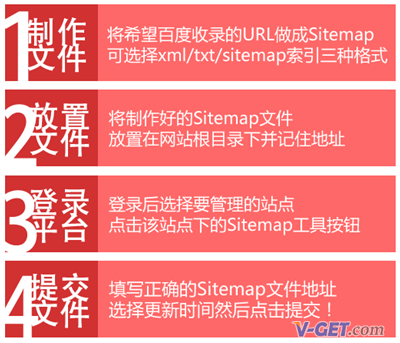 1
制作
文件
将希望百度收录的URL做成Sitemap
可选择xml/txt/sitemap索引三种格式
2
放置
文件
将制作好的Sitemap文件
放置在网站根目录下并记住地址
3
登录
平台
登录后选择要管理的站点
点击该站点下的Sitemap工具按钮
4
提交
文件
填写正确的Sitemap文件地址
选择更新时间然后点击提交！
V-GET.com